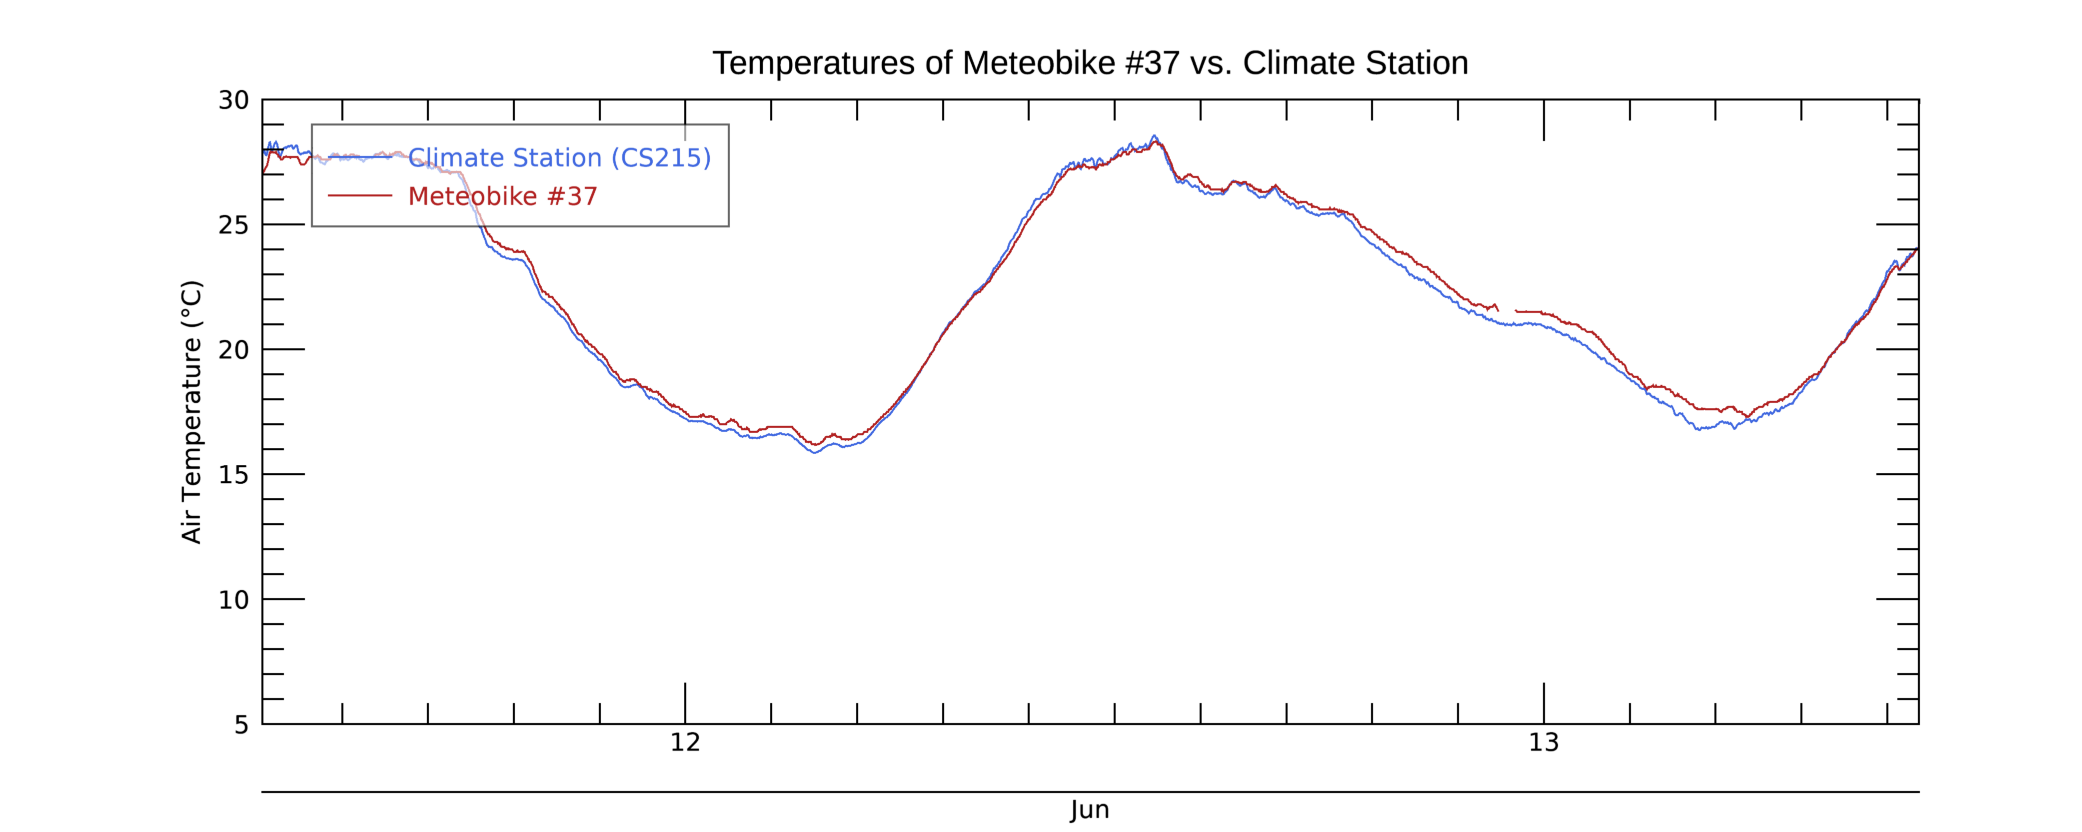 Temperatures of Meteobike #37 vs. Climate Station
30
25
20
15
10
5
Air Temperature (°C)
Climate Station (CS215)
Meteobike #37
12
13
Jun